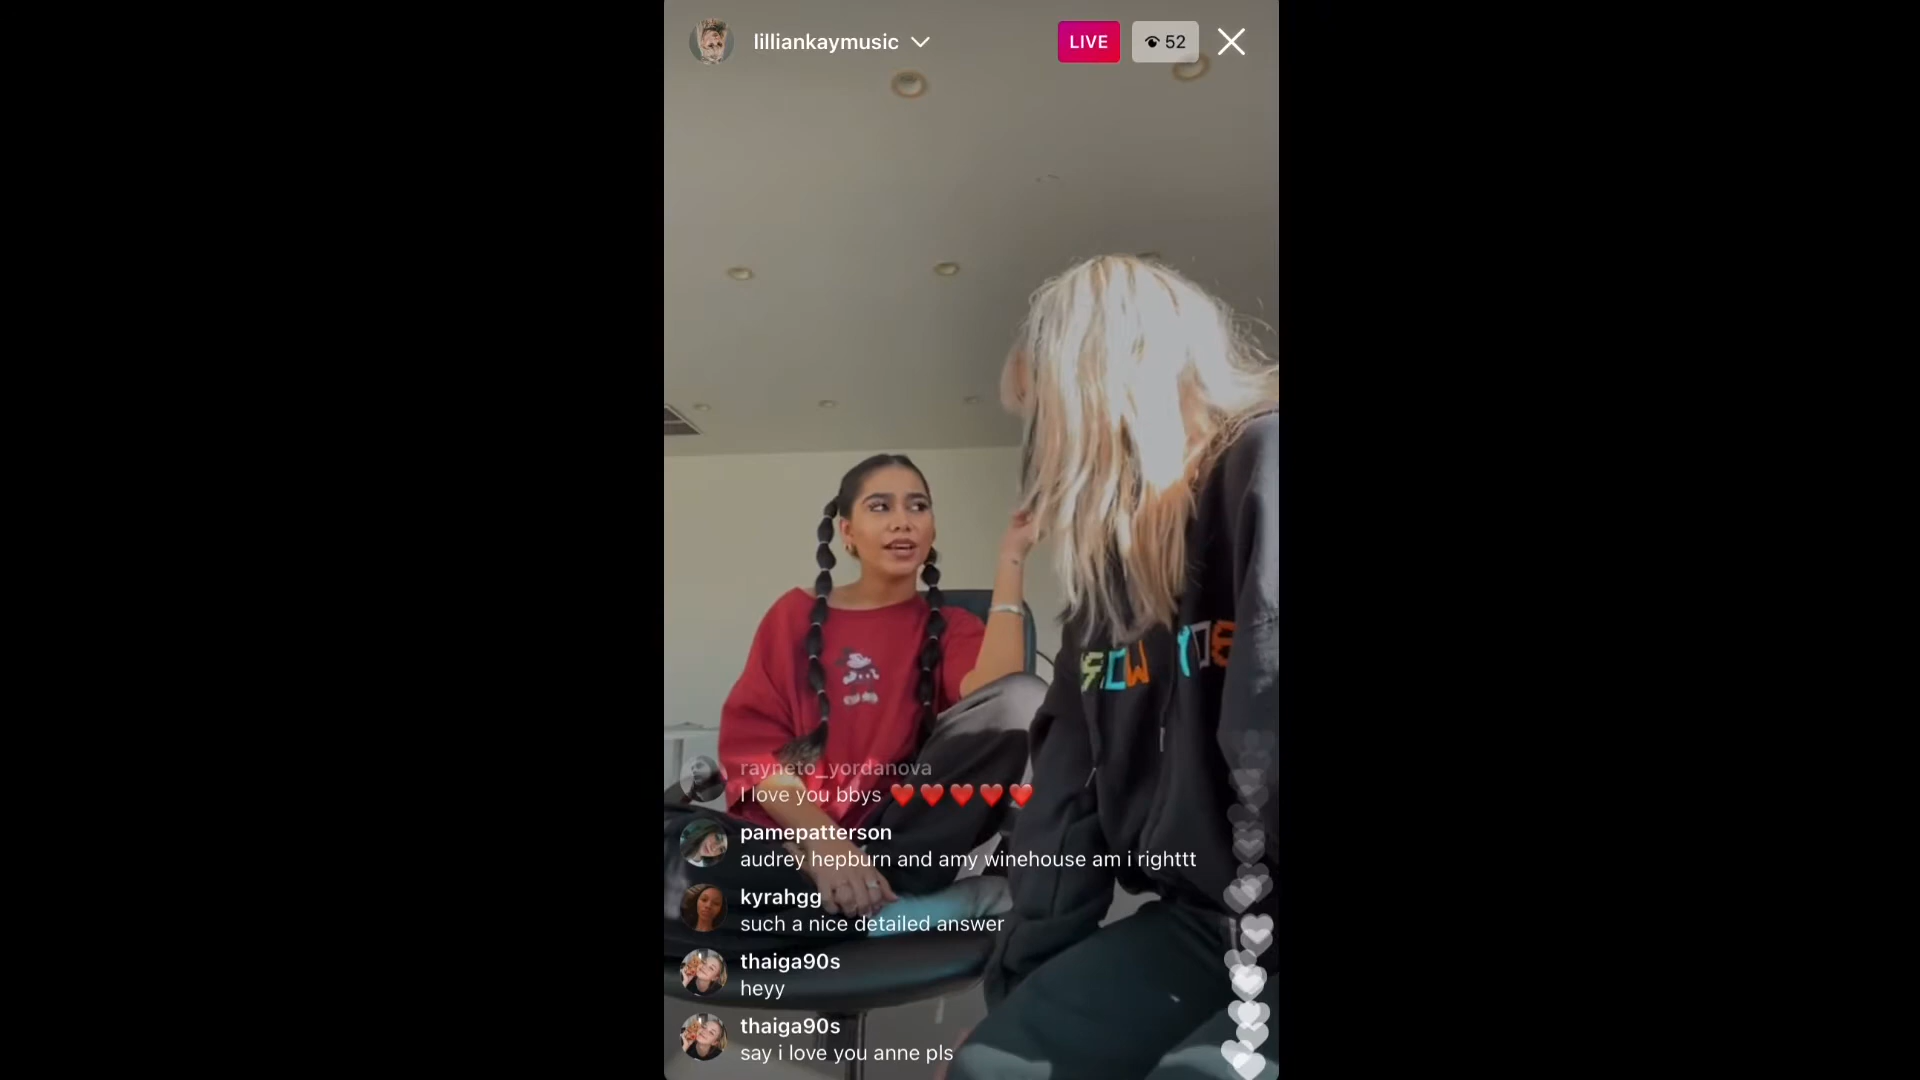 lilliankaymusic
LIVE
52
rayneto_yordanova
I love you bbys ❤️❤️❤️❤️❤️
pamepatterson
audrey hepburn and amy winehouse am i righttt
kyrahgg
such a nice detailed answer
thaiga90s
heyy
thaiga90s
say i love you anne pls